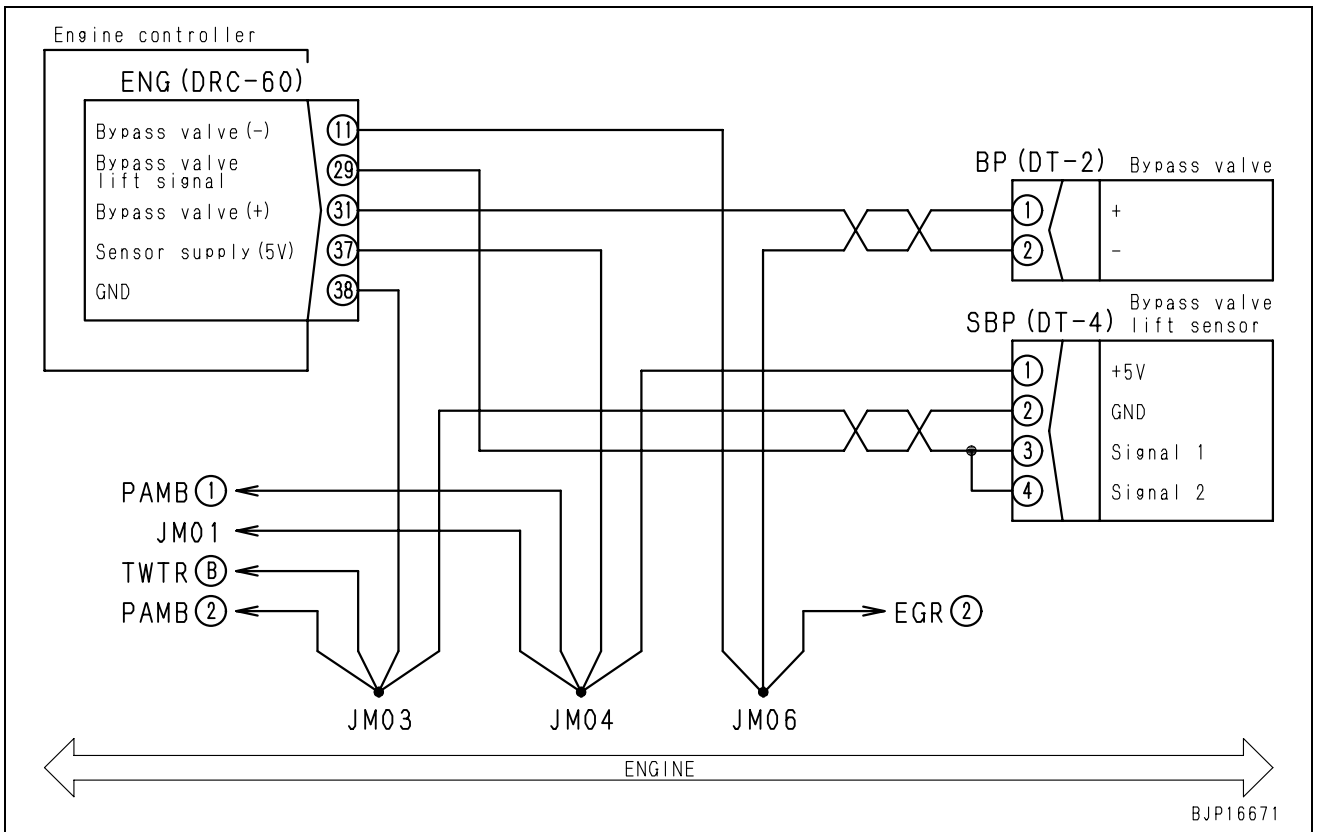 Engine controller
ENG (DRC-60)
Bypass valve (-) 11
Bypass valve
lift signal 29
Bypass valve (+) 31
Sensor supply (5V) 37
GND 38
BP (DT-2) Bypass valve
1 +
2 -
Bypass valve
SBP (DT-4) lift sensor
1 +5V
2 GND
3 Signal 1
4 Signal 2
PAMB 1
JM01
TWTR B
PAMB 2
EGR 2
JM03 JM04 JM06
ENGINE
BJP16671